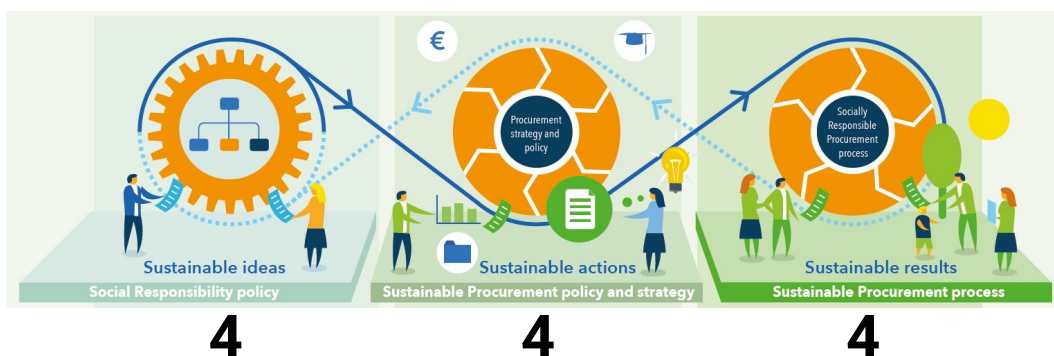 €
Procurement
strategy and
policy
Socially
Responsible
Procurement
process
Sustainable ideas
Sustainable actions
Sustainable results
Social Responsibility policy
Sustainable Procurement policy and strategy
Sustainable Procurement process
4
4
4